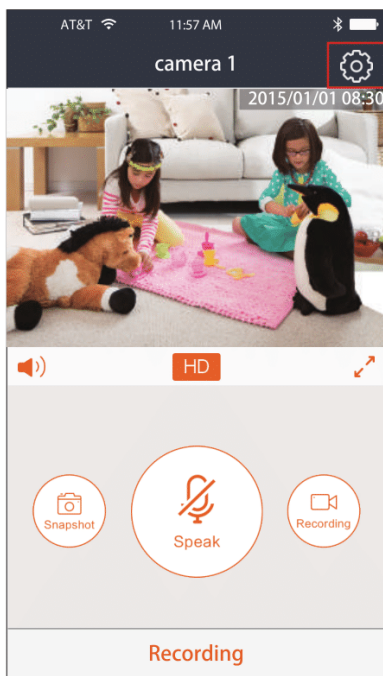 AT&T 11:57 AM
camera 1
2015/01/01 08:30
HD
Snapshot
Speak
Recording
Recording